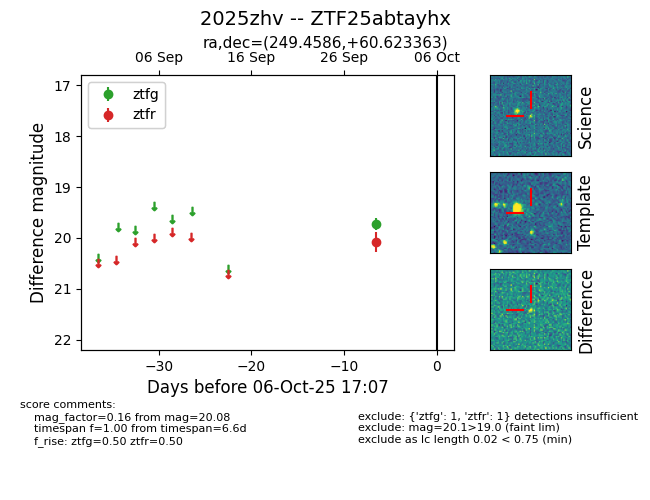 2025zhv -- ZTF25abtayhx
ra,dec=(249.4586,+60.623363)
06 Sep 16 Sep 26 Sep 06 Oct
ztfg
ztfr
17
18
19
20
21
22
Difference magnitude
−30 −20 −10 0
Days before 06-Oct-25 17:07
Science
Template
Difference
score comments:
mag_factor=0.16 from mag=20.08
timespan f=1.00 from timespan=6.6d
f_rise: ztfg=0.50 ztfr=0.50
exclude: {'ztfg': 1, 'ztfr': 1} detections insufficient
exclude: mag=20.1>19.0 (faint lim)
exclude as lc length 0.02 < 0.75 (min)